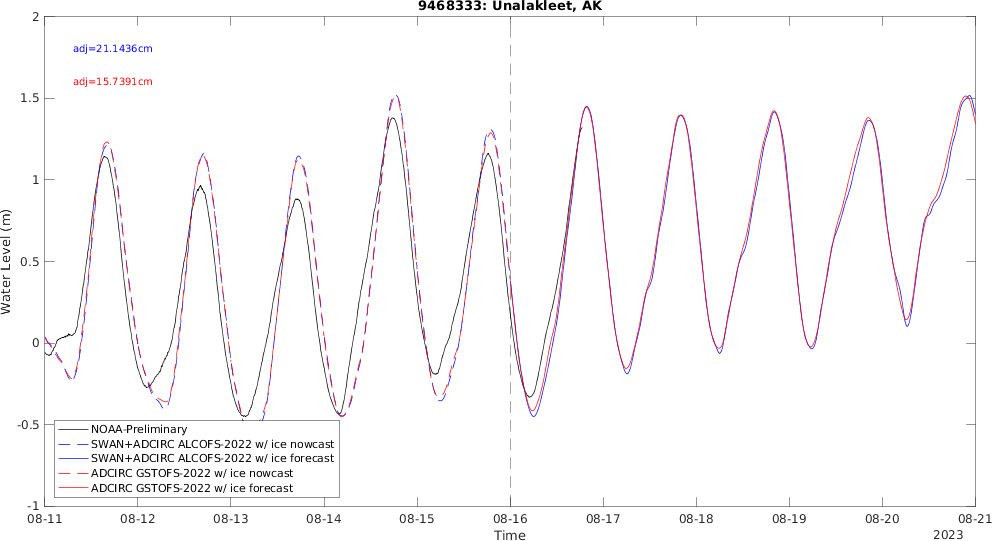 9468333: Unalakleet, AK
adj=21.1436cm
adj=15.7391cm
Water Level (m)
2
1.5
1
0.5
0
-0.5
-1
NOAA-Preliminary
SWAN+ADCIRC ALCOFS-2022 w/ ice nowcast
SWAN+ADCIRC ALCOFS-2022 w/ ice forecast
ADCIRC GSTOFS-2022 w/ ice nowcast
ADCIRC GSTOFS-2022 w/ ice forecast
08-11 08-12 08-13 08-14 08-15 08-16 08-17 08-18 08-19 08-20 08-21
Time
2023